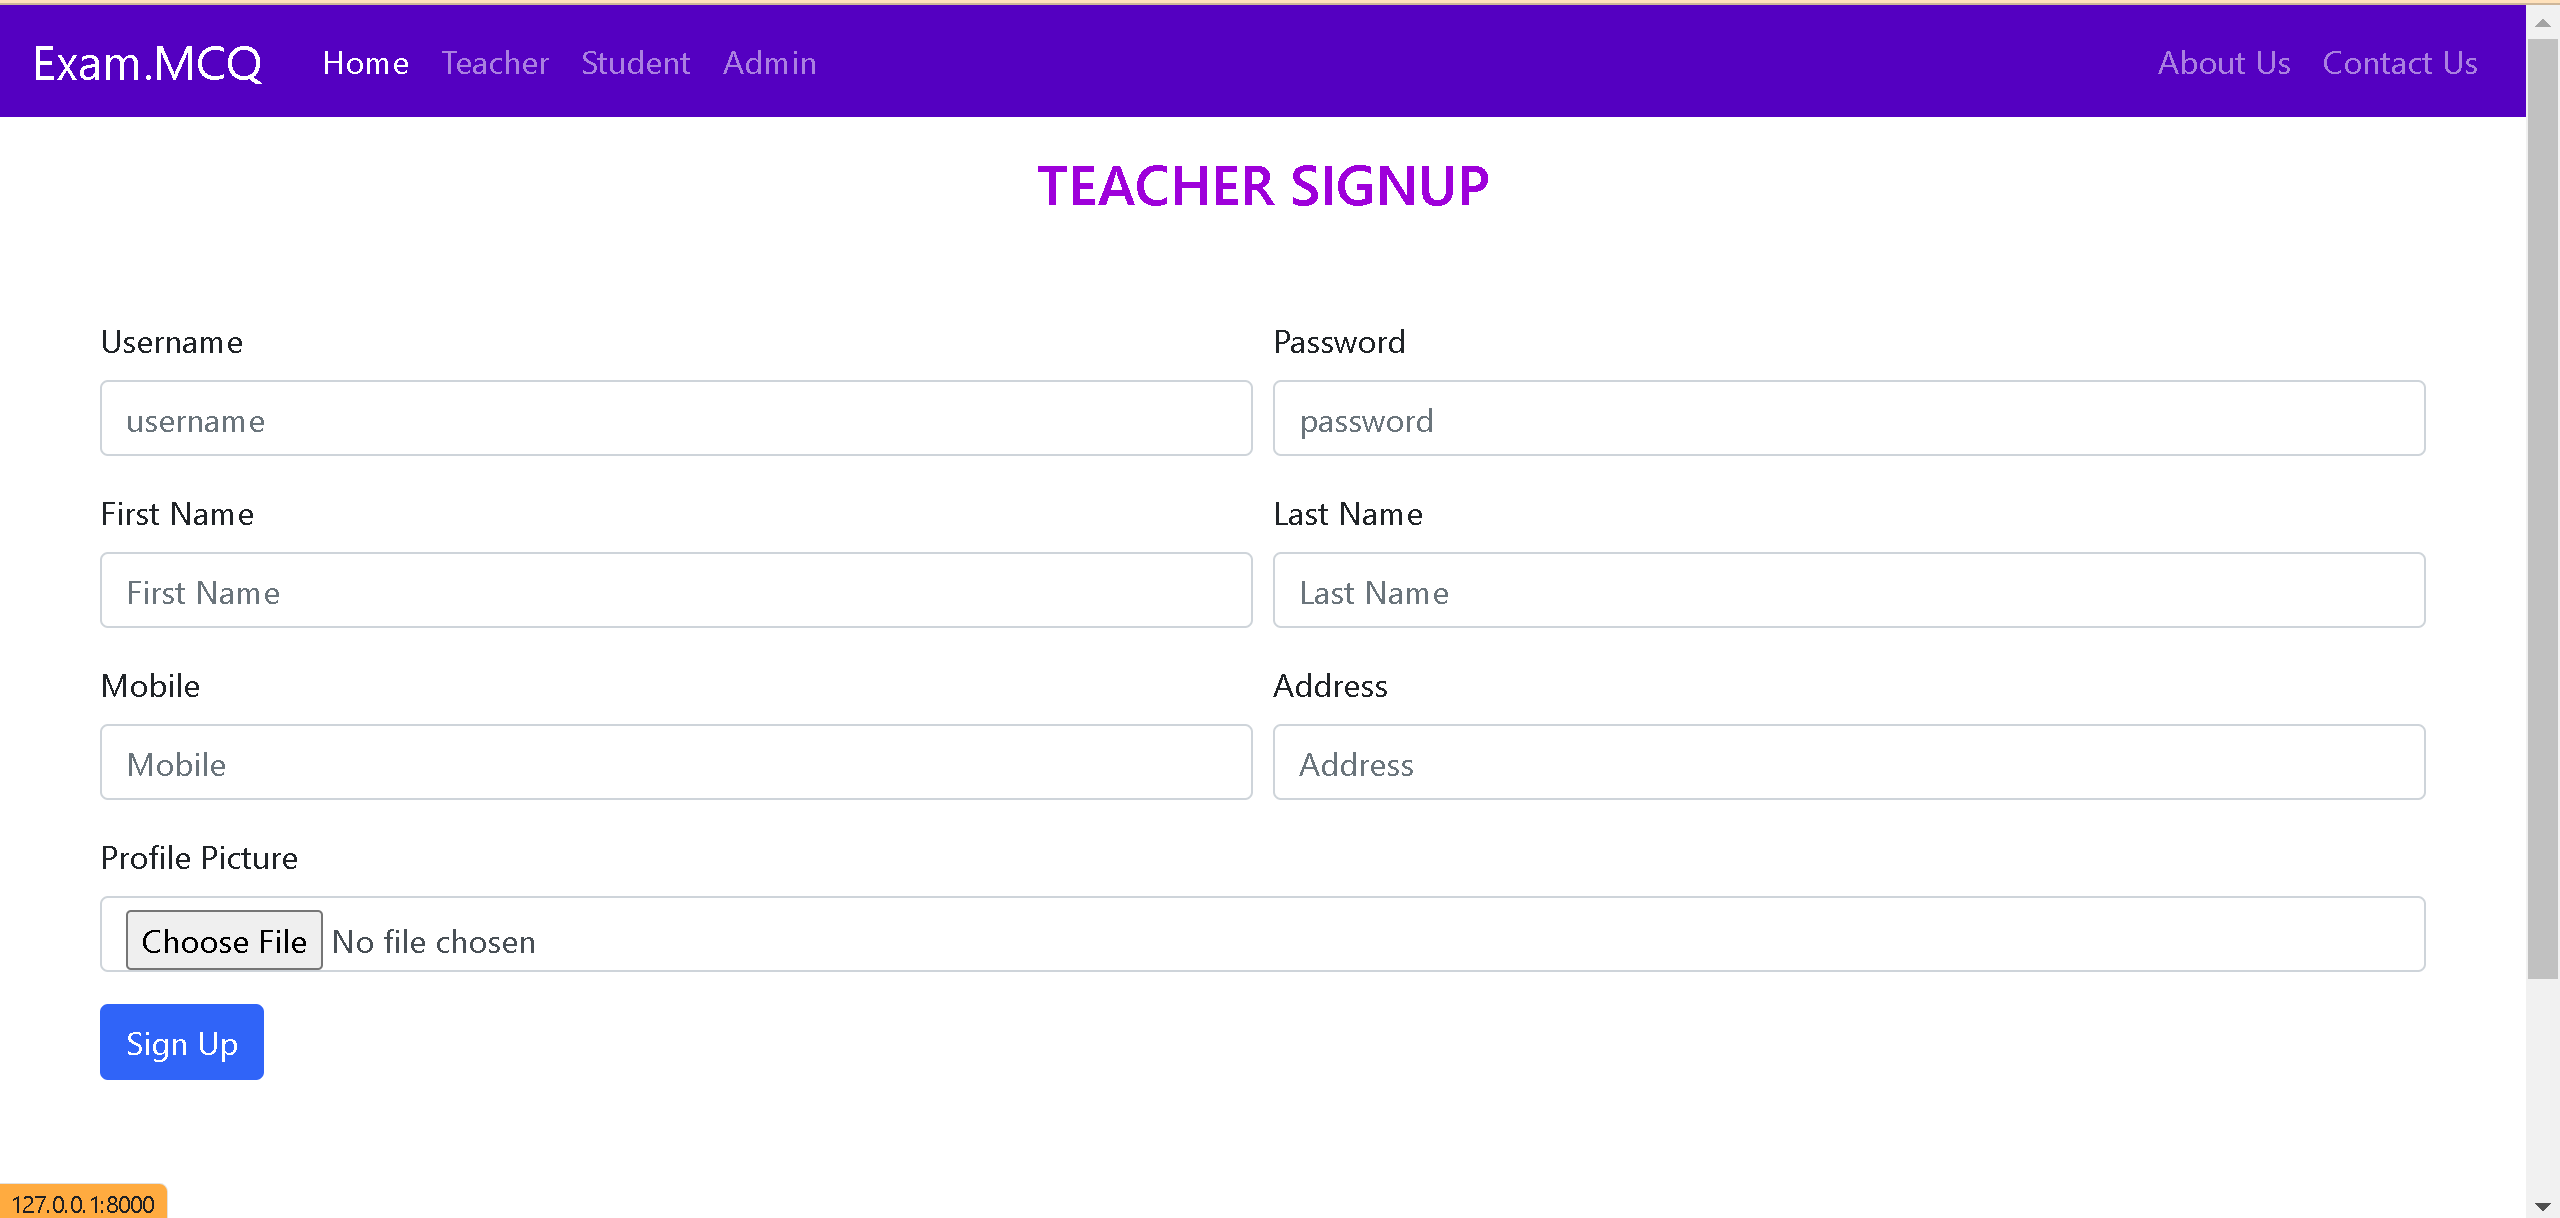 Exam.MCQ Home Teacher Student Admin About Us Contact Us
TEACHER SIGNUP
Username Password
username password
First Name Last Name
First Name Last Name
Mobile Address
Mobile Address
Profile Picture
Choose File No file chosen
Sign Up
127.0.0.1:8000